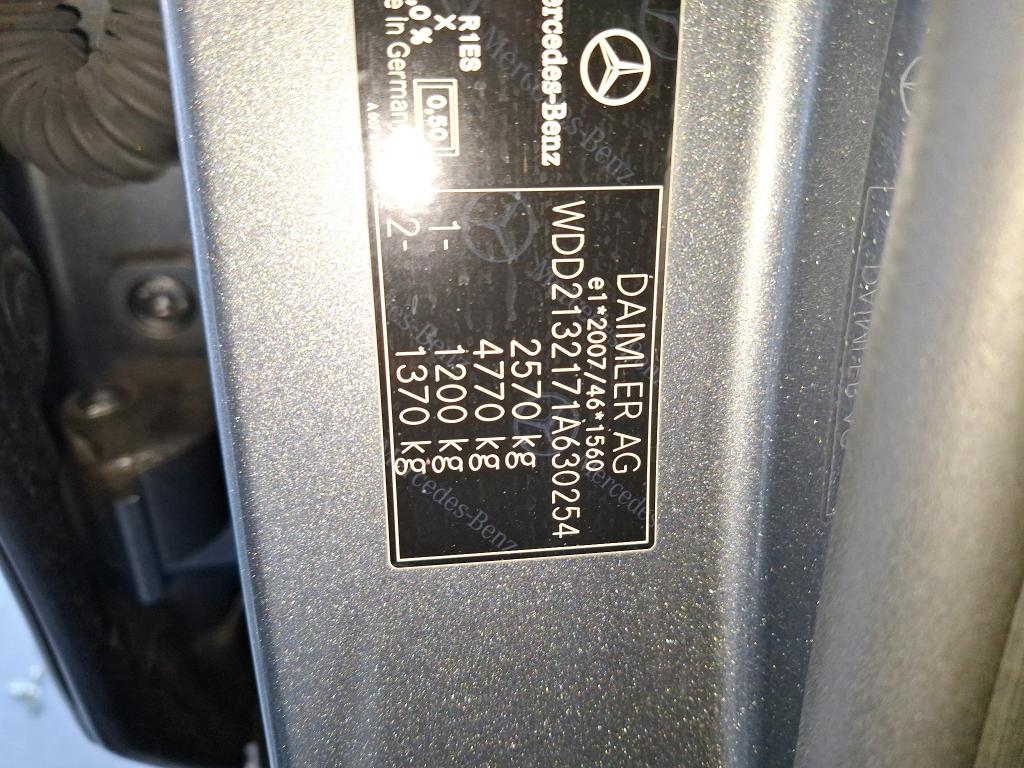 Mercedes-Benz
R1ES
X
0,50
DAIMLER AG
e1*2007/46*1560
WDD2132171A630254
2570 kg
4770 kg
1- 1200 kg
2- 1370 kg